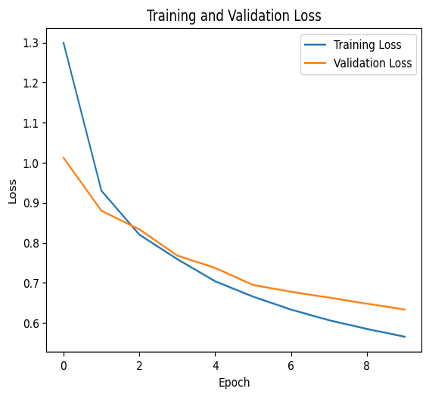 Training and Validation Loss
Training Loss
Validation Loss
1.3
1.2
1.1
1.0
0.9
0.8
0.7
0.6
Loss
0
2
4
6
8
Epoch